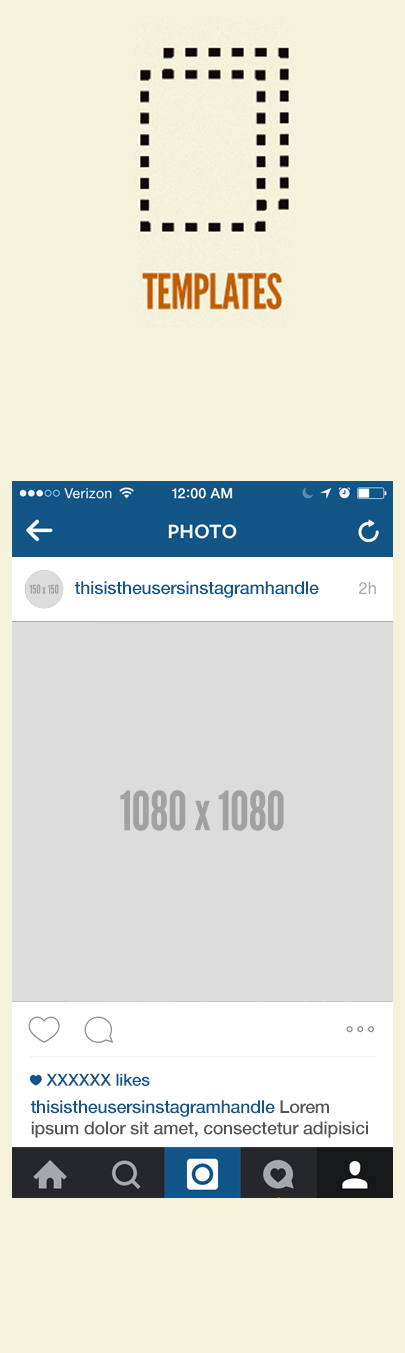 TEMPLATES
Verizon 12:00 AM
PHOTO
150 x 150 thisistheusersinstagramhandle 2h
1080 x 1080
XXXXXX likes
thisistheusersinstagramhandle Lorem
ipsum dolor sit amet, consectetur adipisici